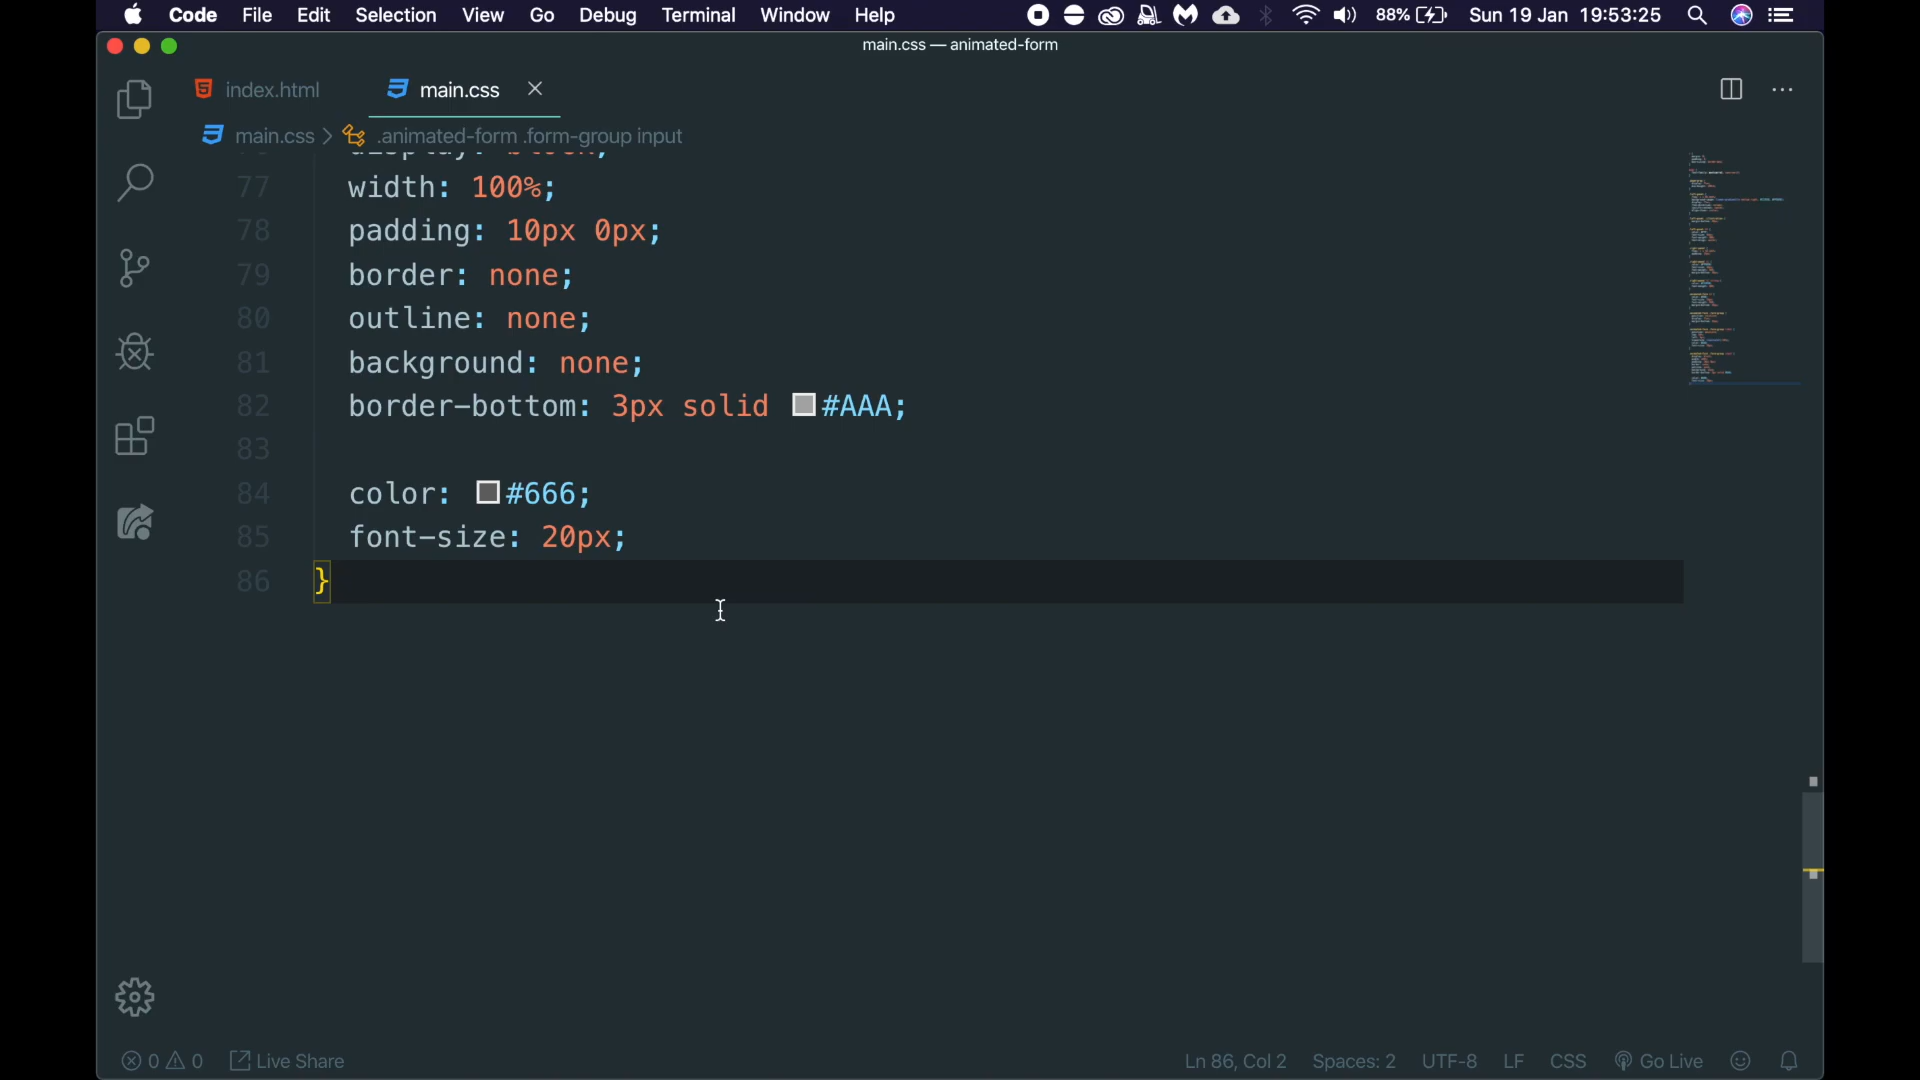 Code File Edit Selection View Go Debug Terminal Window Help 88% Sun 19 Jan 19:53:25
main.css — animated-form
index.html main.css
main.css > .animated-form .form-group input
77 width: 100%;
78 padding: 10px 0px;
79 border: none;
80 outline: none;
81 background: none;
82 border-bottom: 3px solid #AAA;
83
84 color: #666;
85 font-size: 20px;
86 }
0 0 Live Share Ln 86, Col 2 Spaces: 2 UTF-8 LF CSS Go Live